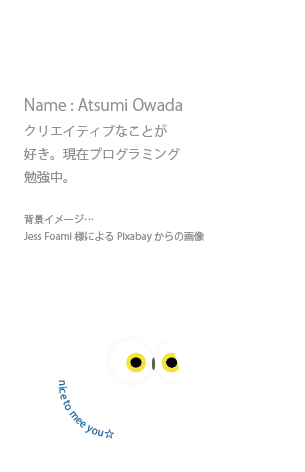 Name : Atsumi Owada
クリエイティブなことが
好き。現在プログラミング
勉強中。
背景イメージ…
Jess Foami 様による Pixabay からの画像
nice to mee you☆